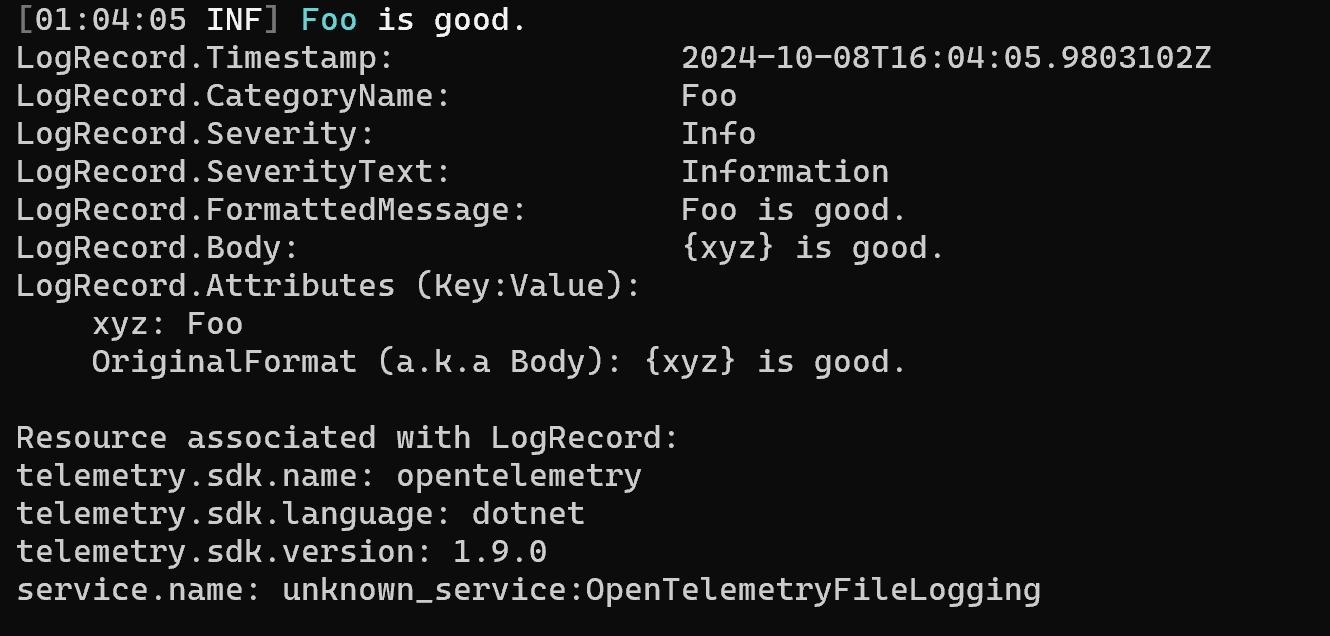 [01:04:05 INF] Foo is good.
LogRecord.Timestamp: 2024-10-08T16:04:05.9803102Z
LogRecord.CategoryName: Foo
LogRecord.Severity: Info
LogRecord.SeverityText: Information
LogRecord.FormattedMessage: Foo is good.
LogRecord.Body: {xyz} is good.
LogRecord.Attributes (Key:Value):
    xyz: Foo
    OriginalFormat (a.k.a Body): {xyz} is good.

Resource associated with LogRecord:
telemetry.sdk.name: opentelemetry
telemetry.sdk.language: dotnet
telemetry.sdk.version: 1.9.0
service.name: unknown_service:OpenTelemetryFileLogging